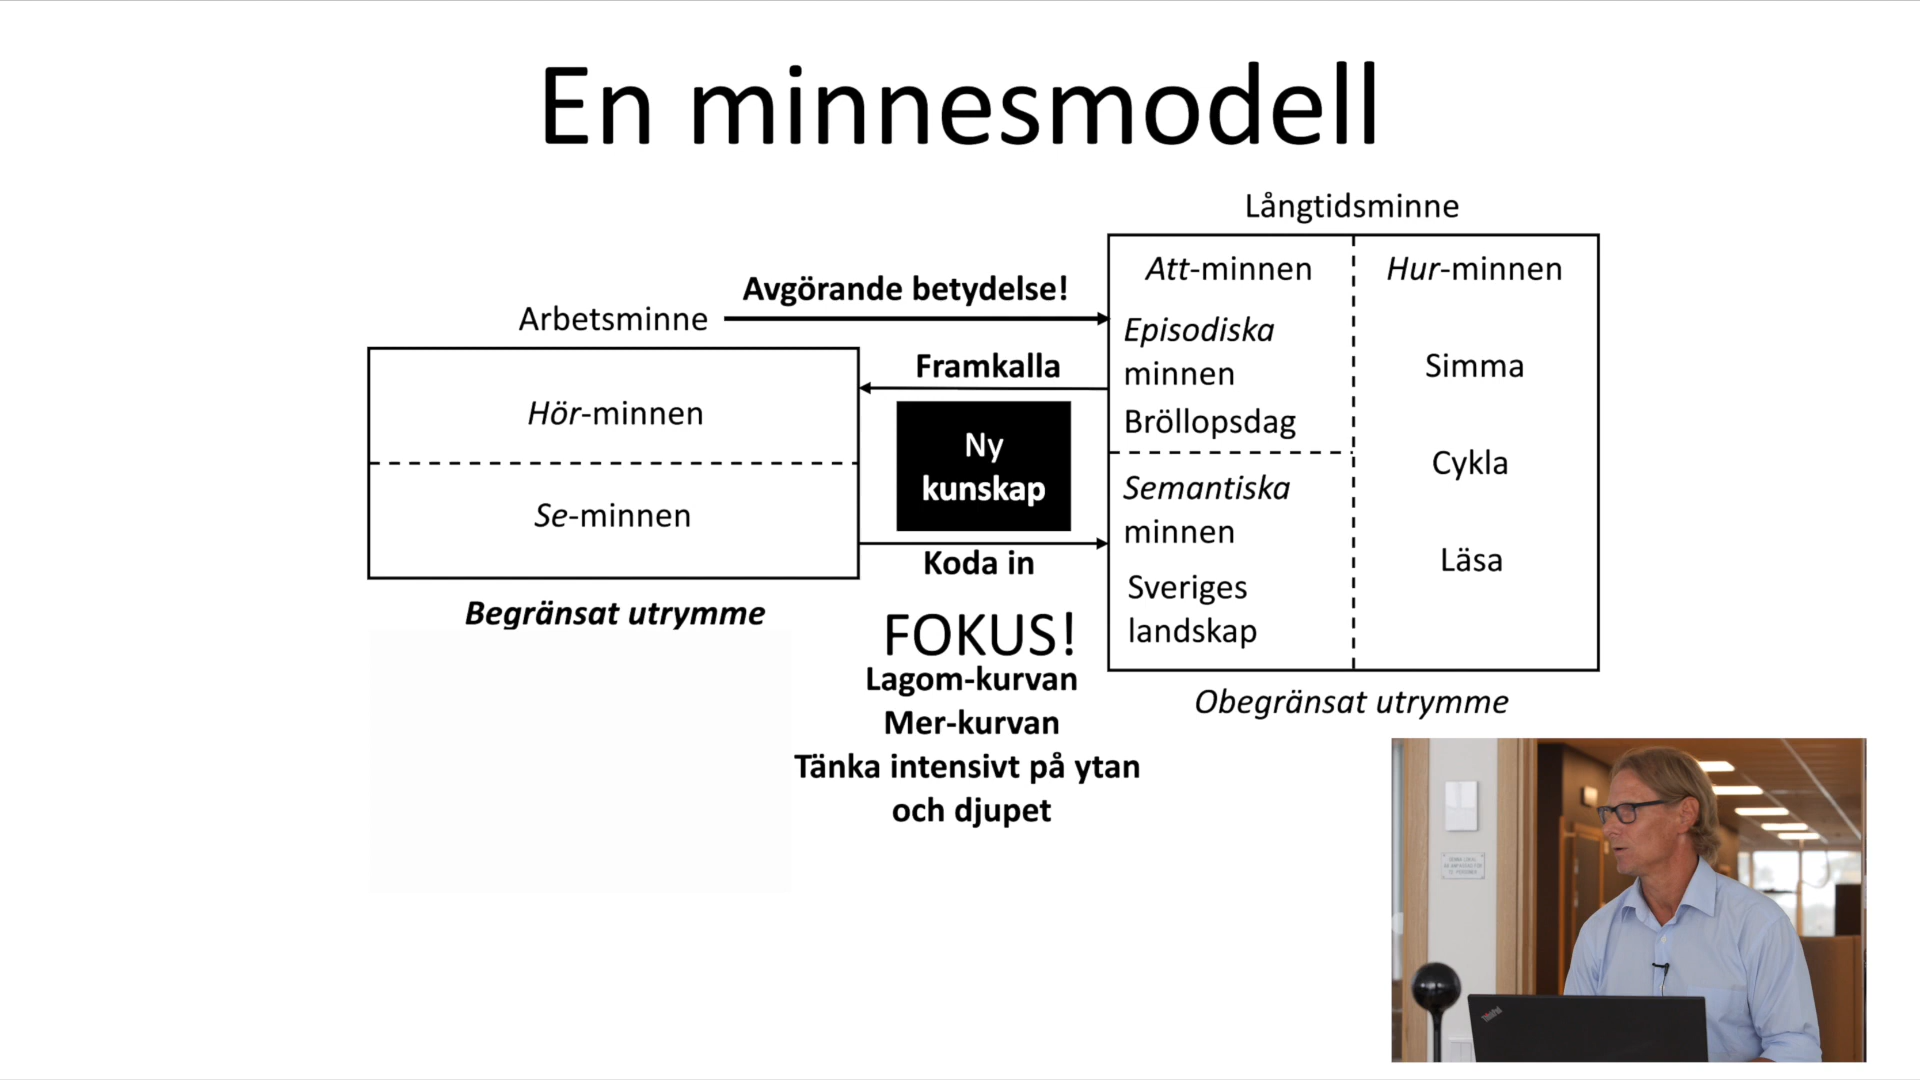 En minnesmodell
Långtidsminne
Att-minnen
Hur-minnen
Avgörande betydelse!
Arbetsminne
Episodiska
minnen
Bröllopsdag
Simma
Framkalla
Hör-minnen
Ny
kunskap
Cykla
Se-minnen
Semantiska
minnen
Läsa
Koda in
Sveriges
landskap
Begränsat utrymme
FOKUS!
Lagom-kurvan
Mer-kurvan
Tänka intensivt på ytan
och djupet
Obegränsat utrymme
ThinkPad